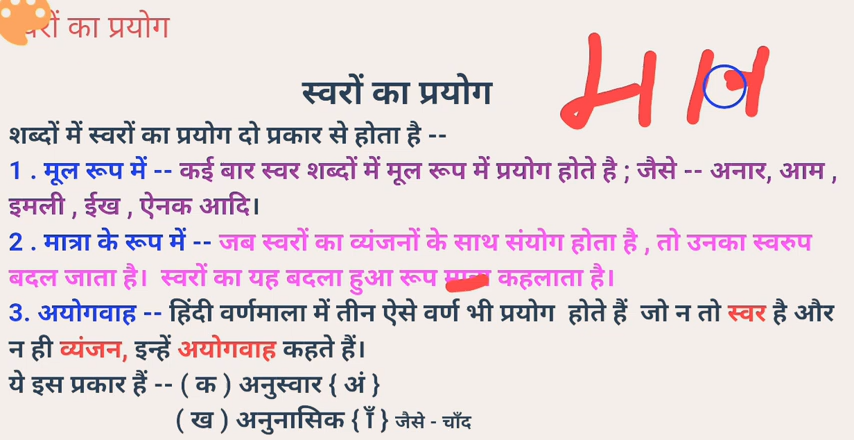 स्वरों का प्रयोग
स्वरों का प्रयोग
शब्दों में स्वरों का प्रयोग दो प्रकार से होता है --
1 . मूल रूप में -- कई बार स्वर शब्दों में मूल रूप में प्रयोग होते है ; जैसे -- अनार, आम ,
इमली , ईख , ऐनक आदि।
2 . मात्रा के रूप में -- जब स्वरों का व्यंजनों के साथ संयोग होता है , तो उनका स्वरुप
बदल जाता है। स्वरों का यह बदला हुआ रूप मात्रा कहलाता है।
3. अयोगवाह -- हिंदी वर्णमाला में तीन ऐसे वर्ण भी प्रयोग होते हैं जो न तो स्वर है और
न ही व्यंजन, इन्हें अयोगवाह कहते हैं।
ये इस प्रकार हैं -- ( क ) अनुस्वार { अं }
( ख ) अनुनासिक { ाँ } जैसे - चाँद